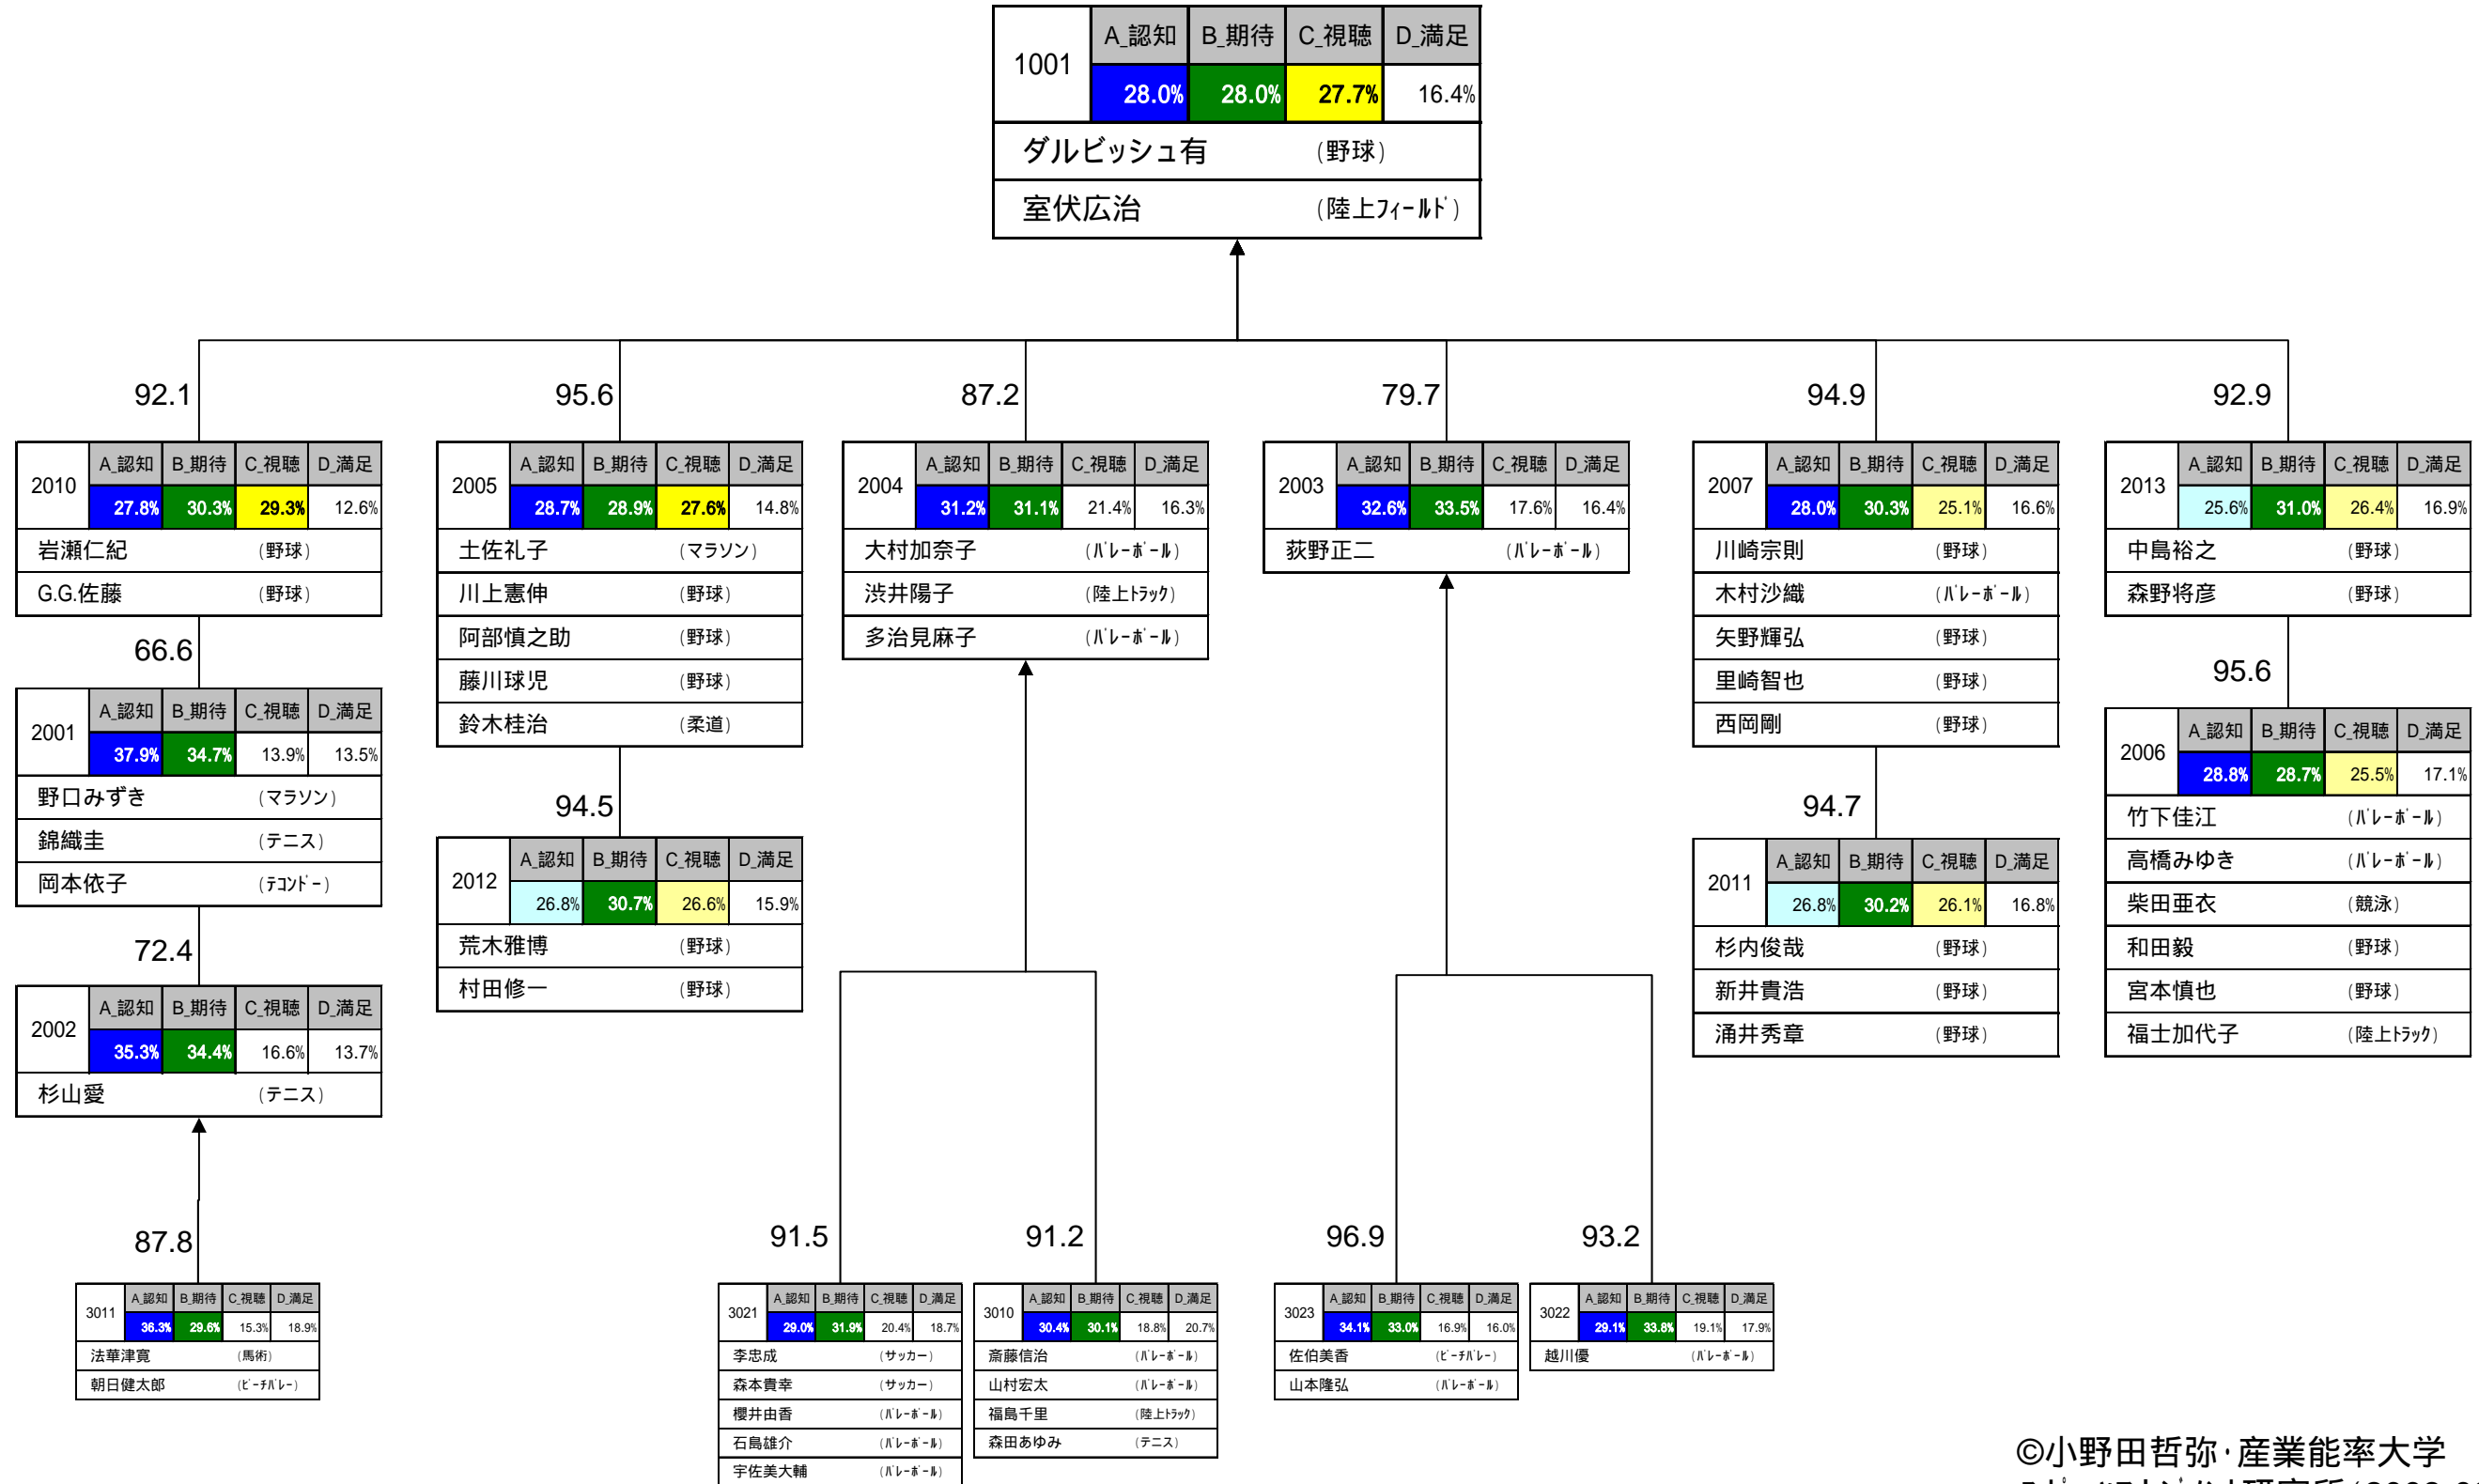 1001 A_認知 B_期待 C_視聴 D_満足
28.0% 28.0% 27.7% 16.4%
ダルビッシュ有 (野球)
室伏広治 (陸上フィールド)
92.1 95.6 87.2 79.7 94.9 92.9
2010 A_認知 B_期待 C_視聴 D_満足
27.8% 30.3% 29.3% 12.6%
岩瀬仁紀 (野球)
G.G.佐藤 (野球)
66.6
2001 A_認知 B_期待 C_視聴 D_満足
37.9% 34.7% 13.9% 13.5%
野口みずき (マラソン)
錦織圭 (テニス)
岡本依子 (テコンドー)
72.4
2002 A_認知 B_期待 C_視聴 D_満足
35.3% 34.4% 16.6% 13.7%
杉山愛 (テニス)
87.8
3011 A_認知 B_期待 C_視聴 D_満足
36.3% 29.6% 15.3% 18.9%
法華津寛 (馬術)
朝日健太郎 (ビーチバレー)
2005 A_認知 B_期待 C_視聴 D_満足
28.7% 28.9% 27.6% 14.8%
土佐礼子 (マラソン)
川上憲伸 (野球)
阿部慎之助 (野球)
藤川球児 (野球)
鈴木桂治 (柔道)
94.5
2012 A_認知 B_期待 C_視聴 D_満足
26.8% 30.7% 26.6% 15.9%
荒木雅博 (野球)
村田修一 (野球)
2004 A_認知 B_期待 C_視聴 D_満足
31.2% 31.1% 21.4% 16.3%
大村加奈子 (バレーボール)
渋井陽子 (陸上トラック)
多治見麻子 (バレーボール)
91.5
3021 A_認知 B_期待 C_視聴 D_満足
29.0% 31.9% 20.4% 18.7%
李忠成 (サッカー)
森本貴幸 (サッカー)
櫻井由香 (バレーボール)
石島雄介 (バレーボール)
宇佐美大輔 (バレーボール)
91.2
3010 A_認知 B_期待 C_視聴 D_満足
30.4% 30.1% 18.8% 20.7%
斎藤信治 (バレーボール)
山村宏太 (バレーボール)
福島千里 (陸上トラック)
森田あゆみ (テニス)
2003 A_認知 B_期待 C_視聴 D_満足
32.6% 33.5% 17.6% 16.4%
荻野正二 (バレーボール)
96.9
3023 A_認知 B_期待 C_視聴 D_満足
34.1% 33.0% 16.9% 16.0%
佐伯美香 (ビーチバレー)
山本隆弘 (バレーボール)
93.2
3022 A_認知 B_期待 C_視聴 D_満足
29.1% 33.8% 19.1% 17.9%
越川優 (バレーボール)
2007 A_認知 B_期待 C_視聴 D_満足
28.0% 30.3% 25.1% 16.6%
川崎宗則 (野球)
木村沙織 (バレーボール)
矢野輝弘 (野球)
里崎智也 (野球)
西岡剛 (野球)
94.7
2011 A_認知 B_期待 C_視聴 D_満足
26.8% 30.2% 26.1% 16.8%
杉内俊哉 (野球)
新井貴浩 (野球)
涌井秀章 (野球)
2013 A_認知 B_期待 C_視聴 D_満足
25.6% 31.0% 26.4% 16.9%
中島裕之 (野球)
森野将彦 (野球)
95.6
2006 A_認知 B_期待 C_視聴 D_満足
28.8% 28.7% 25.5% 17.1%
竹下佳江 (バレーボール)
高橋みゆき (バレーボール)
柴田亜衣 (競泳)
和田毅 (野球)
宮本慎也 (野球)
福士加代子 (陸上トラック)
©小野田哲弥・産業能率大学